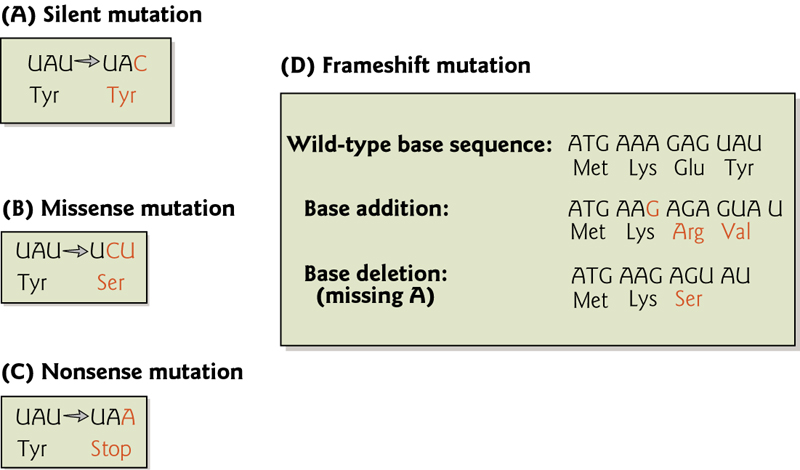 (A) Silent mutation
UAU⇨UAC
Tyr Tyr
(B) Missense mutation
UAU⇨UCU
Tyr Ser
(C) Nonsense mutation
UAU⇨UAA
Tyr Stop
(D) Frameshift mutation
Wild-type base sequence: ATG AAA GAG UAU
Met Lys Glu Tyr
Base addition: ATG AAG AGA GUA U
Met Lys Arg Val
Base deletion: ATG AAG AGU AU
(missing A) Met Lys Ser